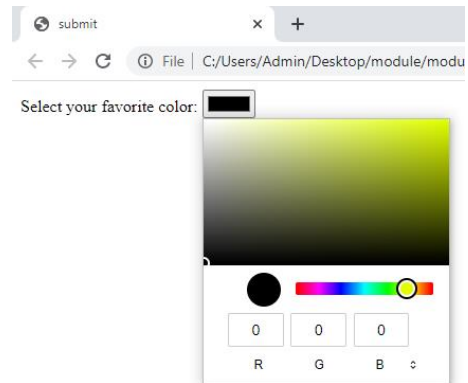 submit
File | C:/Users/Admin/Desktop/module/modu
Select your favorite color:
0 0 0
R G B